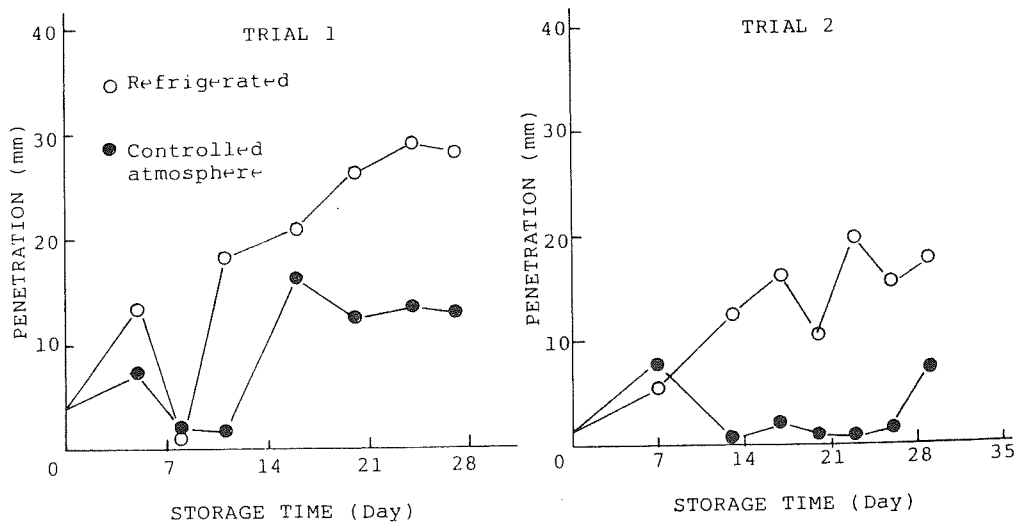 TRIAL 1
40
30
20
10
0
7
14
21
28
PENETRATION (mm)
Refrigerated
Controlled
atmosphere
STORAGE TIME (Day)
TRIAL 2
40
30
20
10
0
7
14
21
28
35
PENETRATION (mm)
STORAGE TIME (Day)